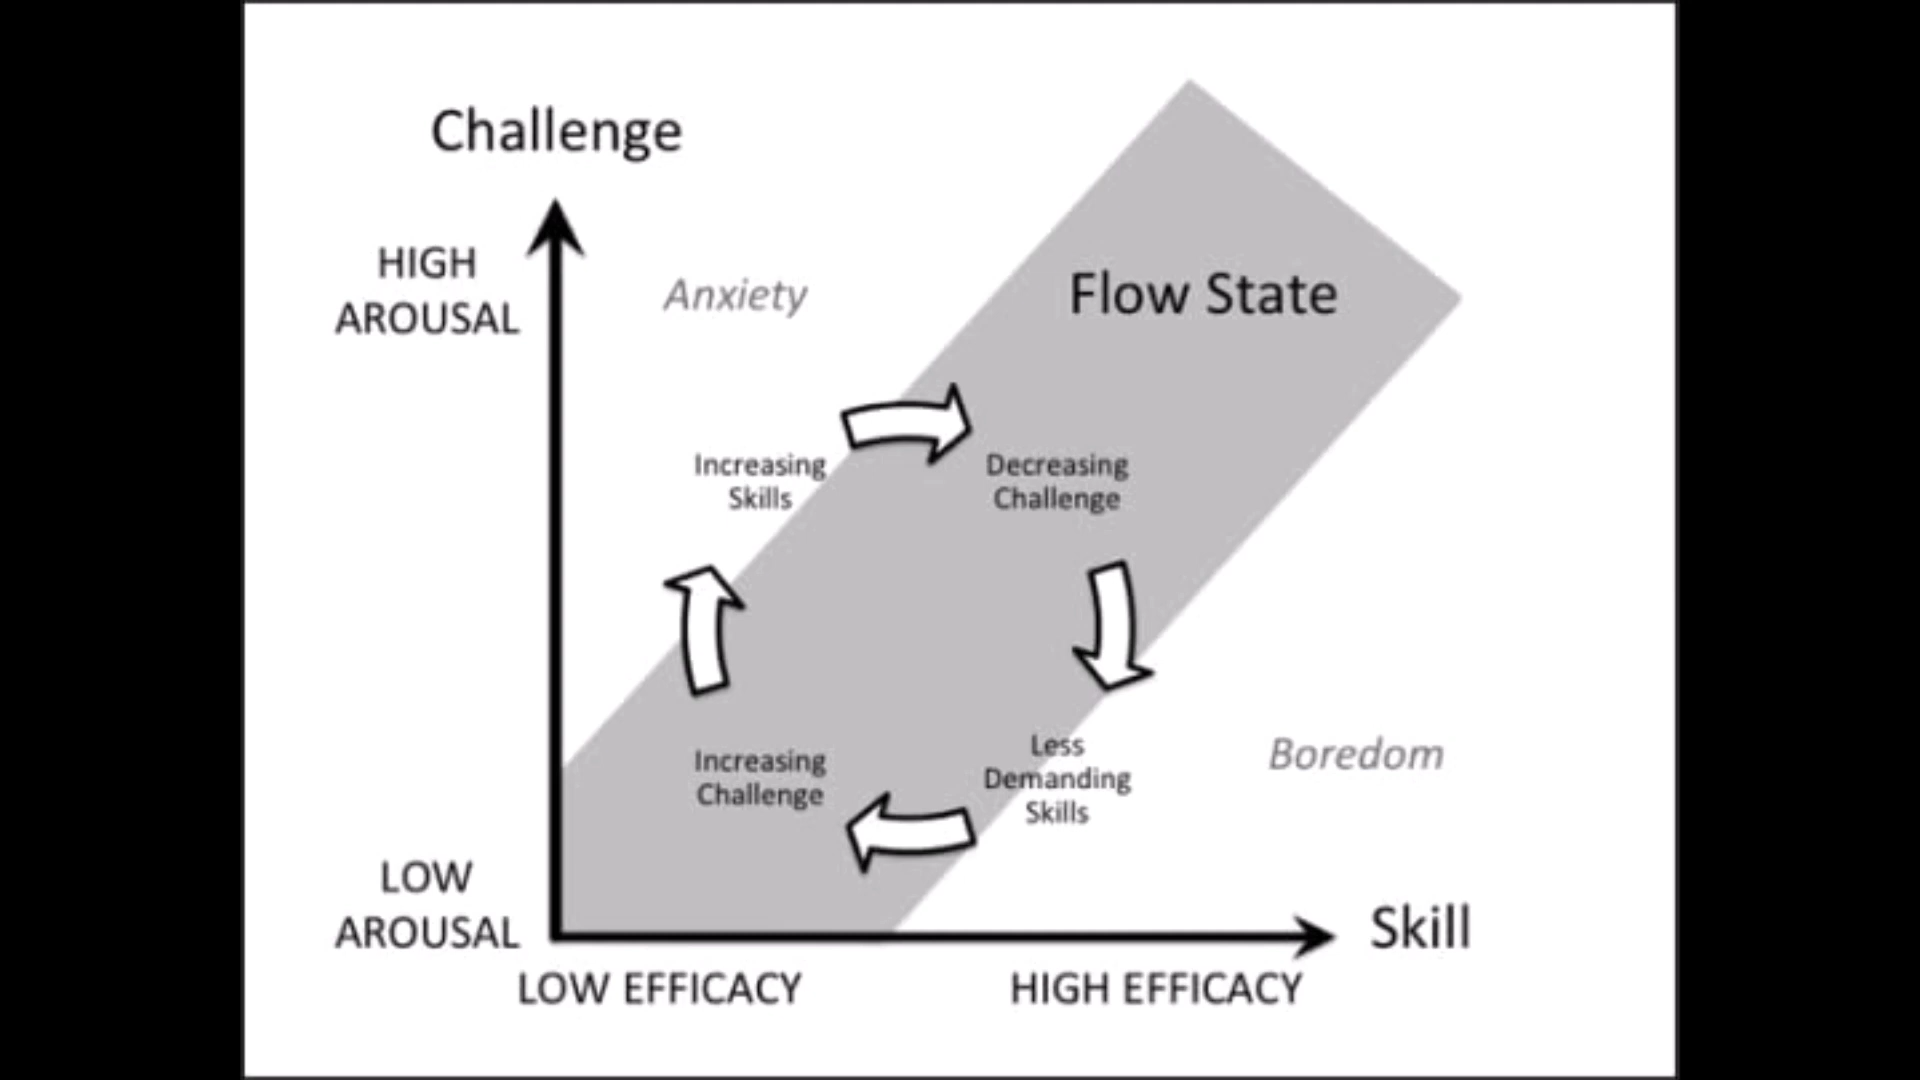 Challenge
HIGH
AROUSAL
Anxiety
Flow State
Increasing
Skills
Decreasing
Challenge
Increasing
Challenge
Less
Demanding
Skills
Boredom
LOW
AROUSAL
Skill
LOW EFFICACY
HIGH EFFICACY